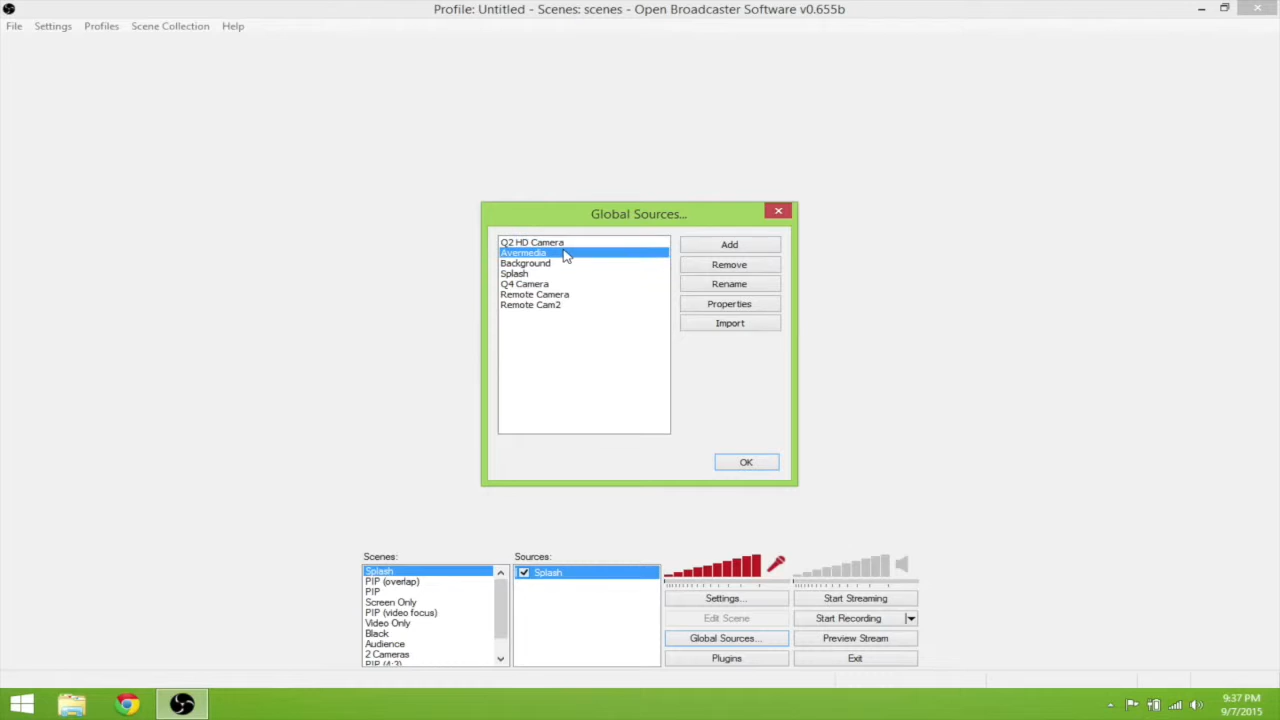 Profile: Untitled - Scenes: scenes - Open Broadcaster Software v0.655b
File Settings Profiles Scene Collection Help
Global Sources...
Q2 HD Camera
Avermedia
Background
Splash
Q4 Camera
Remote Camera
Remote Cam2
Add
Remove
Rename
Properties
Import
OK
Scenes:
Splash
PIP (overlap)
PIP
Screen Only
PIP (video focus)
Video Only
Black
Audience
2 Cameras
PIP (4:3)
Sources:
Splash
Settings...
Edit Scene
Global Sources...
Plugins
Start Streaming
Start Recording
Preview Stream
Exit
9:37 PM
9/7/2015